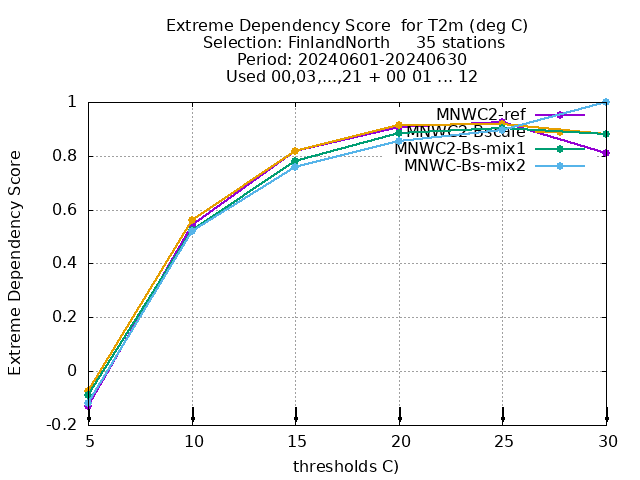 Extreme Dependency Score for T2m (deg C)
Selection: FinlandNorth 35 stations
Period: 20240601-20240630
Used 00,03,...,21 + 00 01 ... 12
Extreme Dependency Score
1
0.8
0.6
0.4
0.2
0
-0.2
MNWC2-ref
MNWC2-Bscale
MNWC2-Bs-mix1
MNWC-Bs-mix2
5
10
15
20
25
30
thresholds C)